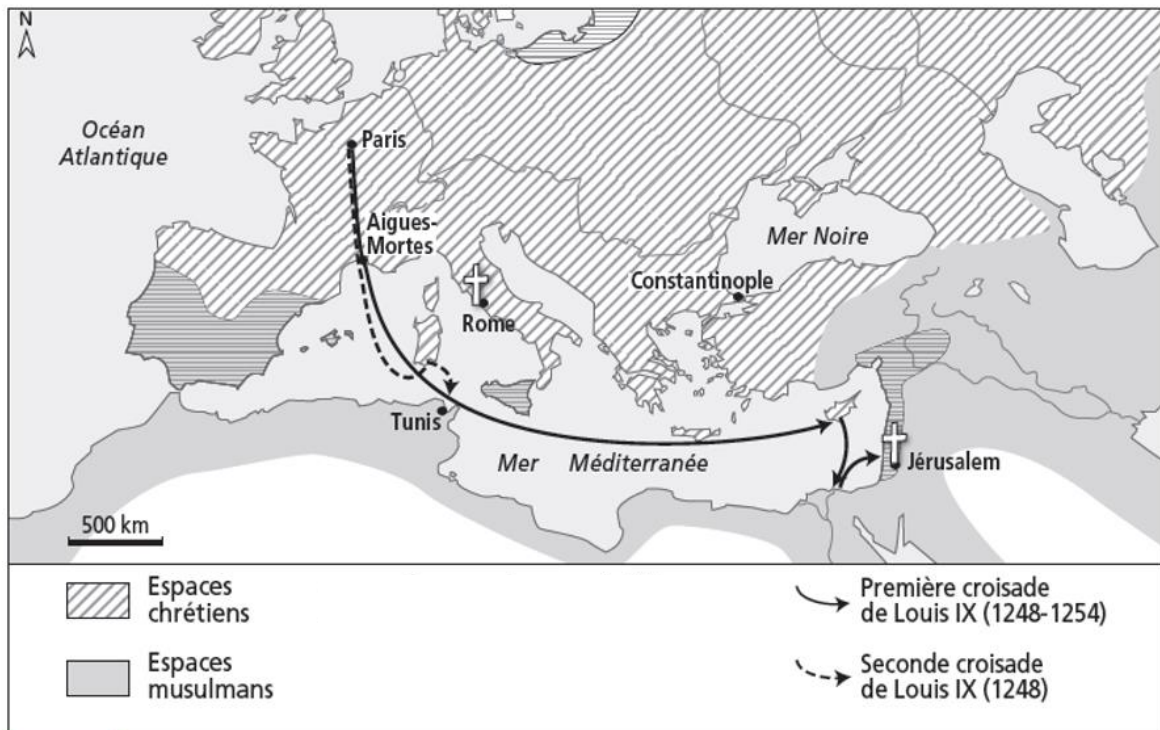 N
Océan
Atlantique
Paris
Aigues-
Mortes
Mer Noire
Constantinople
Rome
Tunis
Mer Méditerranée
Jérusalem
500 km
Espaces
chrétiens
Espaces
musulmans
Première croisade
de Louis IX (1248-1254)
Seconde croisade
de Louis IX (1248)